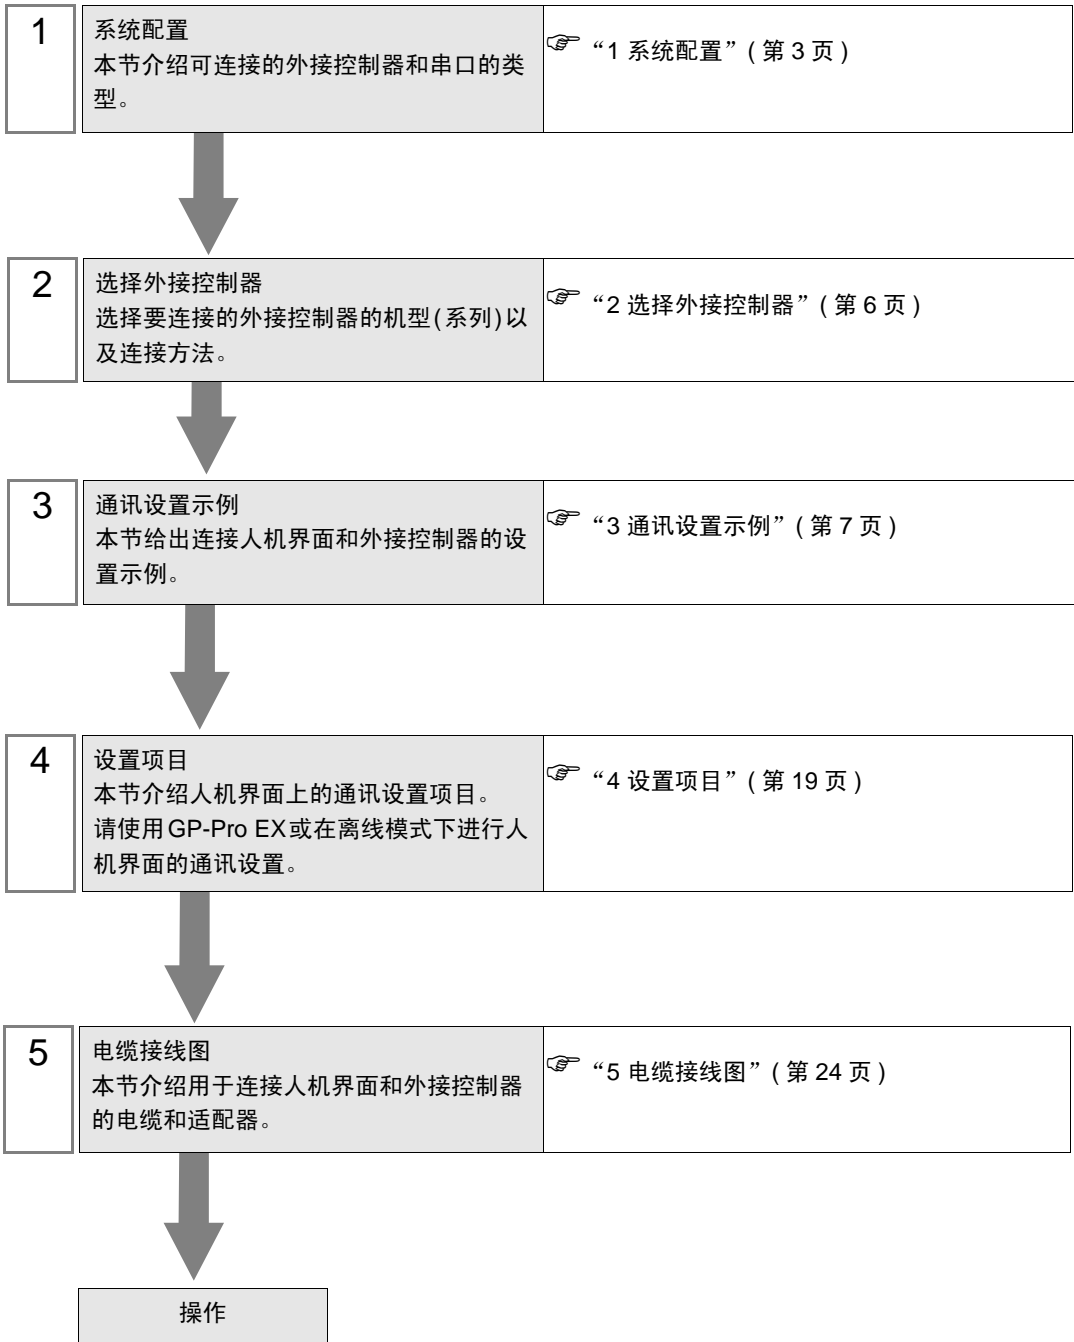 1
系统配置
本节介绍可连接的外接控制器和串口的类
型。
“1 系统配置” ( 第 3 页 )
2
选择外接控制器
选择要连接的外接控制器的机型(系列)以
及连接方法。
“2 选择外接控制器” ( 第 6 页 )
3
通讯设置示例
本节给出连接人机界面和外接控制器的设
置示例。
“3 通讯设置示例” ( 第 7 页 )
4
设置项目
本节介绍人机界面上的通讯设置项目。
请使用GP-Pro EX或在离线模式下进行人
机界面的通讯设置。
“4 设置项目” ( 第 19 页 )
5
电缆接线图
本节介绍用于连接人机界面和外接控制器
的电缆和适配器。
“5 电缆接线图” ( 第 24 页 )
操作